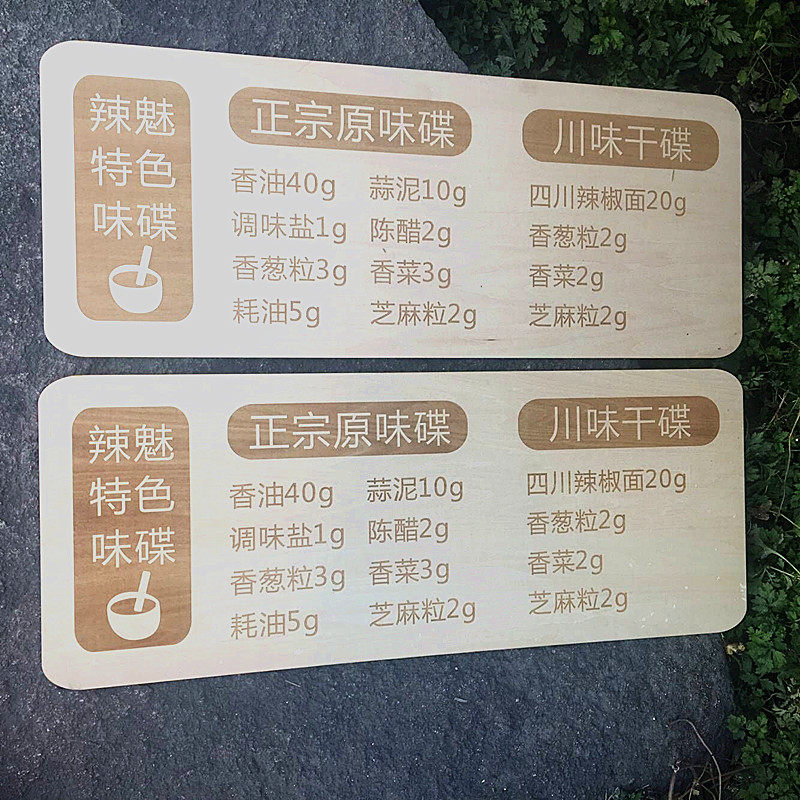 辣魅
特色
味碟
正宗原味碟
香油40g 蒜泥10g
调味盐1g 陈醋2g
香葱粒3g 香菜3g
耗油5g 芝麻粒2g
川味干碟
四川辣椒面20g
香葱粒2g
香菜2g
芝麻粒2g
辣魅
特色
味碟
正宗原味碟
香油40g 蒜泥10g
调味盐1g 陈醋2g
香葱粒3g 香菜3g
耗油5g 芝麻粒2g
川味干碟
四川辣椒面20g
香葱粒2g
香菜2g
芝麻粒2g